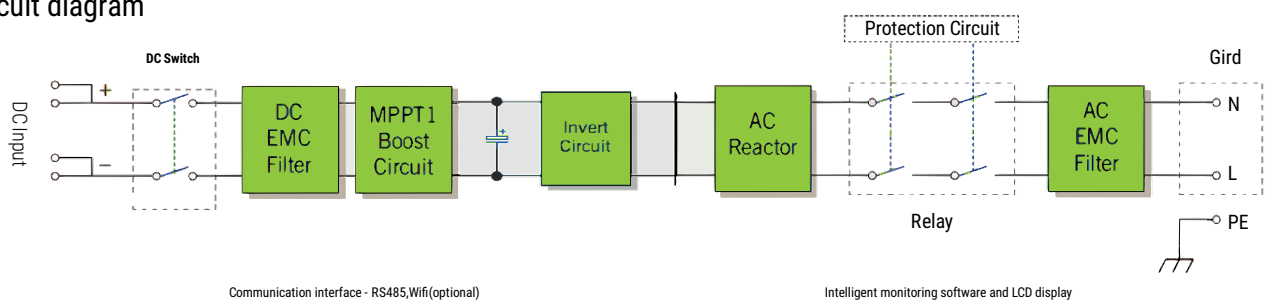 cuit diagram
Protection Circuit
DC Switch
Gird
DC Input
+
−
DC
EMC
Filter
MPPT1
Boost
Circuit
+
Invert
Circuit
AC
Reactor
AC
EMC
Filter
N
L
PE
Relay
Communication interface - RS485,Wifi(optional)
Intelligent monitoring software and LCD display